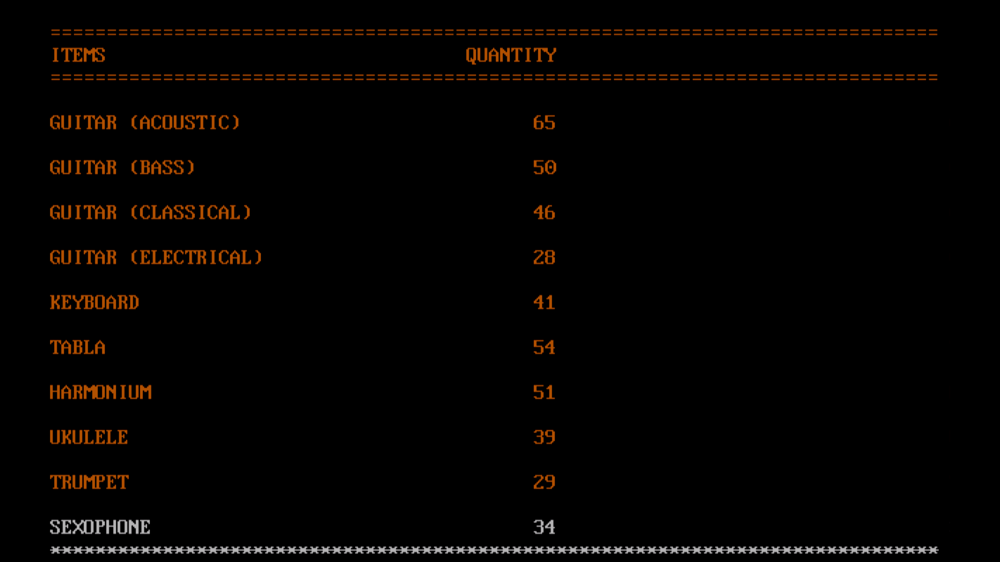 ===============================================================================
ITEMS QUANTITY
===============================================================================
GUITAR (ACOUSTIC) 65
GUITAR (BASS) 50
GUITAR (CLASSICAL) 46
GUITAR (ELECTRICAL) 28
KEYBOARD 41
TABLA 54
HARMONIUM 51
UKULELE 39
TRUMPET 29
SEXOPHONE 34
*******************************************************************************